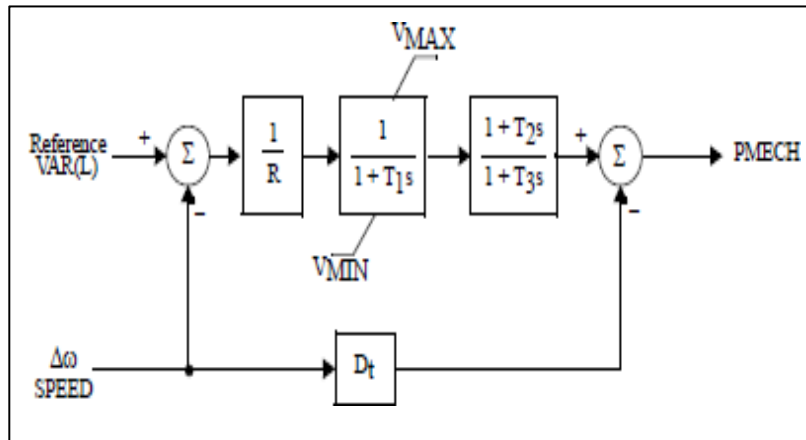 VMAX
Reference
VAR(L)
+
Σ
−
1
R
1
1 + T1s
VMIN
1 + T2s
1 + T3s
+
Σ
−
PMECH
Δω
SPEED
Dt